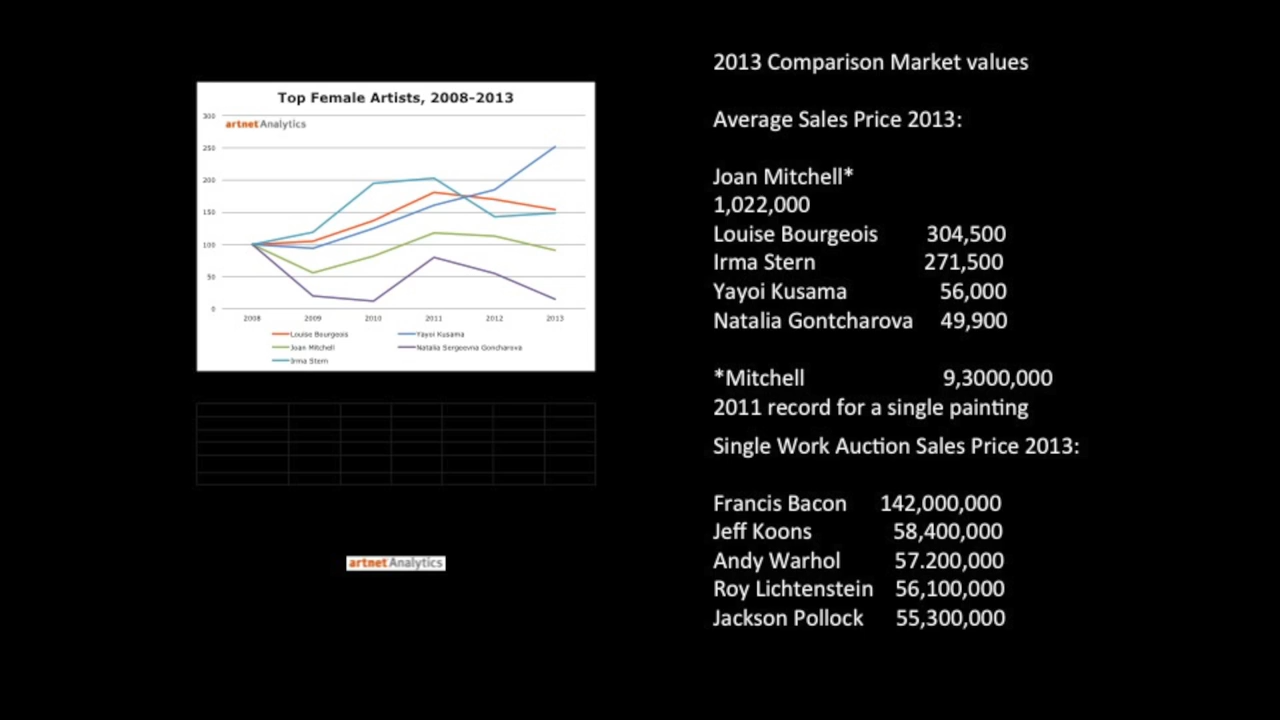 Top Female Artists, 2008-2013
300
artnet Analytics
250
200
150
100
50
0
2008 2009 2010 2011 2012 2013
Louise Bourgeois Yayoi Kusama
Joan Mitchell Natalia Sergeevna Goncharova
Irma Stern
artnet Analytics
2013 Comparison Market values
Average Sales Price 2013:
Joan Mitchell*
1,022,000
Louise Bourgeois 304,500
Irma Stern 271,500
Yayoi Kusama 56,000
Natalia Gontcharova 49,900
*Mitchell 9,3000,000
2011 record for a single painting
Single Work Auction Sales Price 2013:
Francis Bacon 142,000,000
Jeff Koons 58,400,000
Andy Warhol 57.200,000
Roy Lichtenstein 56,100,000
Jackson Pollock 55,300,000